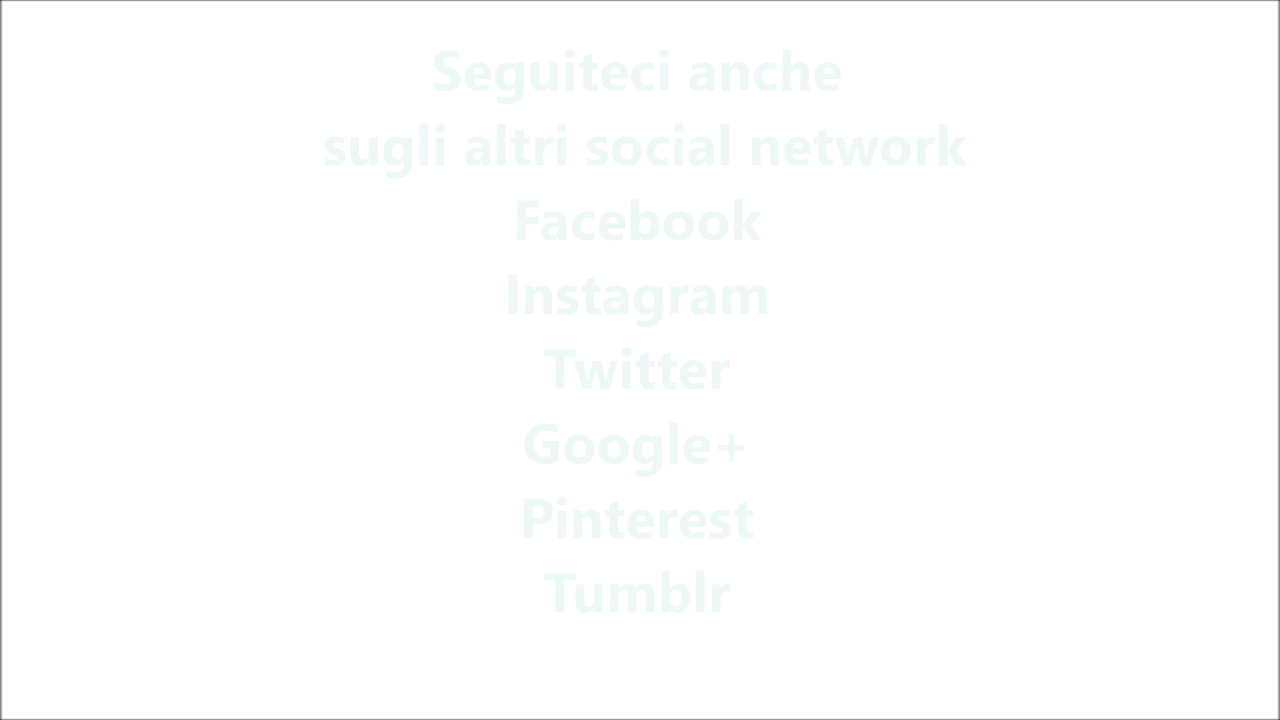 Seguiteci anche
sugli altri social network
Facebook
Instagram
Twitter
Google+
Pinterest
Tumblr